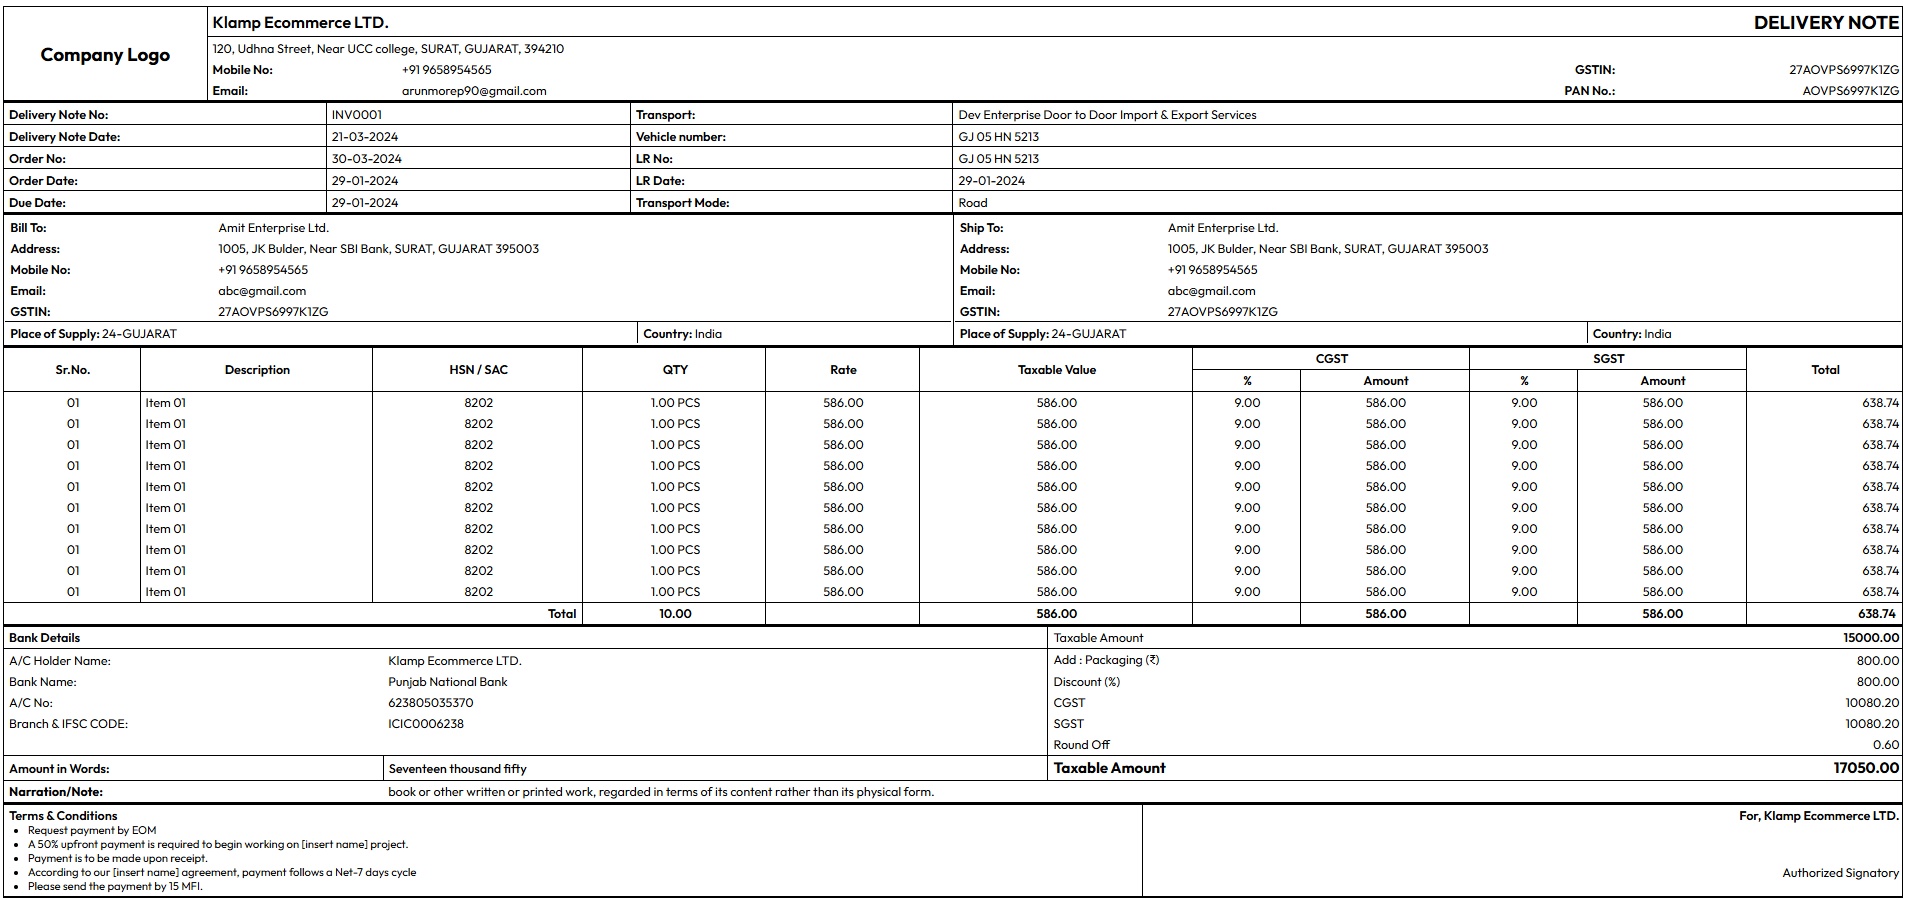 Company Logo
Klamp Ecommerce LTD. DELIVERY NOTE
120, Udhna Street, Near UCC college, SURAT, GUJARAT, 394210
Mobile No: +91 9658954565 GSTIN: 27AOVPS6997K1ZG
Email: arunmorep90@gmail.com PAN No.: AOVPS6997K1ZG
Delivery Note No: INV0001 Transport: Dev Enterprise Door to Door Import & Export Services
Delivery Note Date: 21-03-2024 Vehicle number: GJ 05 HN 5213
Order No: 30-03-2024 LR No: GJ 05 HN 5213
Order Date: 29-01-2024 LR Date: 29-01-2024
Due Date: 29-01-2024 Transport Mode: Road
Bill To: Amit Enterprise Ltd. Ship To: Amit Enterprise Ltd.
Address: 1005, JK Bulder, Near SBI Bank, SURAT, GUJARAT 395003 Address: 1005, JK Bulder, Near SBI Bank, SURAT, GUJARAT 395003
Mobile No: +91 9658954565 Mobile No: +91 9658954565
Email: abc@gmail.com Email: abc@gmail.com
GSTIN: 27AOVPS6997K1ZG GSTIN: 27AOVPS6997K1ZG
Place of Supply: 24-GUJARAT Country: India Place of Supply: 24-GUJARAT Country: India
Sr.No. Description HSN / SAC QTY Rate Taxable Value CGST SGST Total
% Amount % Amount
01 Item 01 8202 1.00 PCS 586.00 586.00 9.00 586.00 9.00 586.00 638.74
01 Item 01 8202 1.00 PCS 586.00 586.00 9.00 586.00 9.00 586.00 638.74
01 Item 01 8202 1.00 PCS 586.00 586.00 9.00 586.00 9.00 586.00 638.74
01 Item 01 8202 1.00 PCS 586.00 586.00 9.00 586.00 9.00 586.00 638.74
01 Item 01 8202 1.00 PCS 586.00 586.00 9.00 586.00 9.00 586.00 638.74
01 Item 01 8202 1.00 PCS 586.00 586.00 9.00 586.00 9.00 586.00 638.74
01 Item 01 8202 1.00 PCS 586.00 586.00 9.00 586.00 9.00 586.00 638.74
01 Item 01 8202 1.00 PCS 586.00 586.00 9.00 586.00 9.00 586.00 638.74
01 Item 01 8202 1.00 PCS 586.00 586.00 9.00 586.00 9.00 586.00 638.74
01 Item 01 8202 1.00 PCS 586.00 586.00 9.00 586.00 9.00 586.00 638.74
Total 10.00 586.00 586.00 586.00 638.74
Bank Details Taxable Amount 15000.00
A/C Holder Name: Klamp Ecommerce LTD. Add : Packaging (₹) 800.00
Bank Name: Punjab National Bank Discount (%) 800.00
A/C No: 623805035370 CGST 10080.20
Branch & IFSC CODE: ICIC0006238 SGST 10080.20
Round Off 0.60
Amount in Words: Seventeen thousand fifty Taxable Amount 17050.00
Narration/Note: book or other written or printed work, regarded in terms of its content rather than its physical form.
Terms & Conditions For, Klamp Ecommerce LTD.
• Request payment by EOM
• A 50% upfront payment is required to begin working on [insert name] project.
• Payment is to be made upon receipt.
• According to our [insert name] agreement, payment follows a Net-7 days cycle Authorized Signatory
• Please send the payment by 15 MFI.